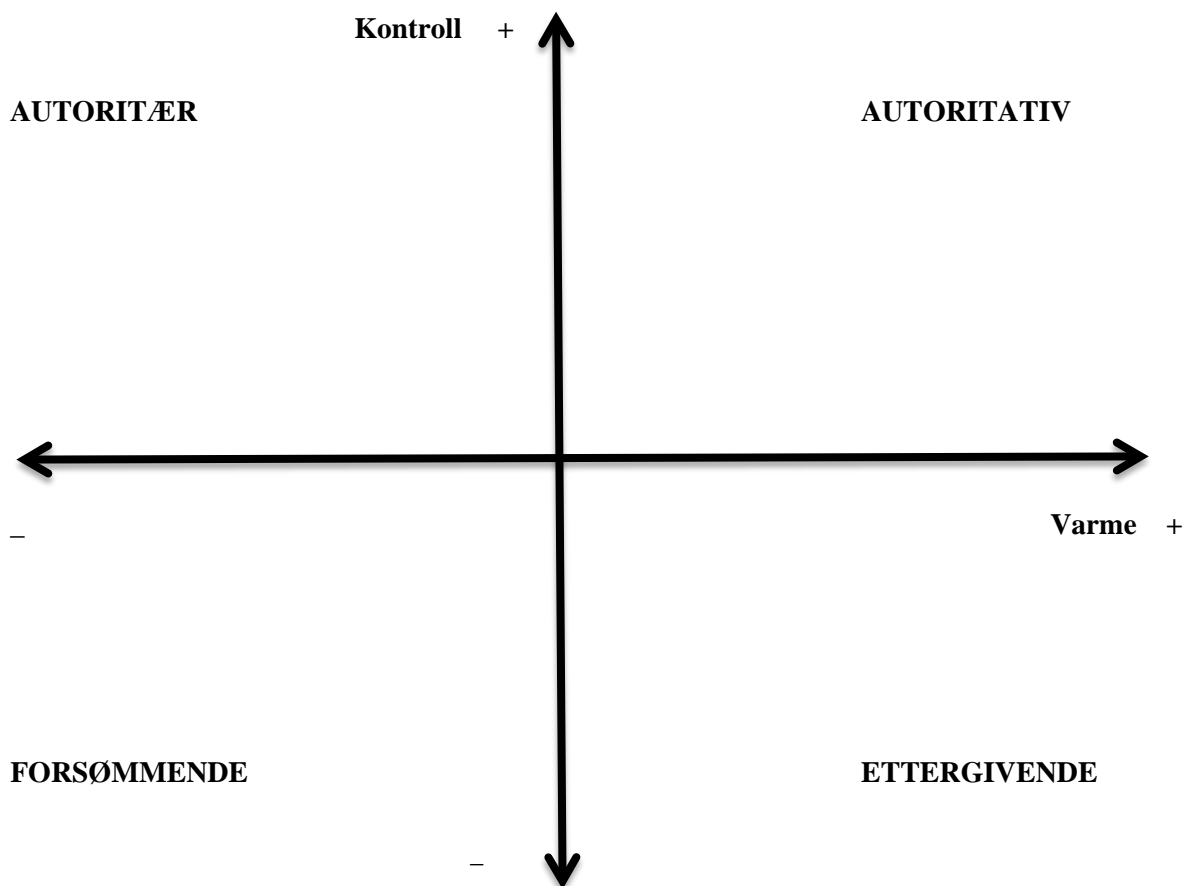 Kontroll +
AUTORITÆR AUTORITATIV
–
Varme +
FORSØMMENDE ETTERGIVENDE
–